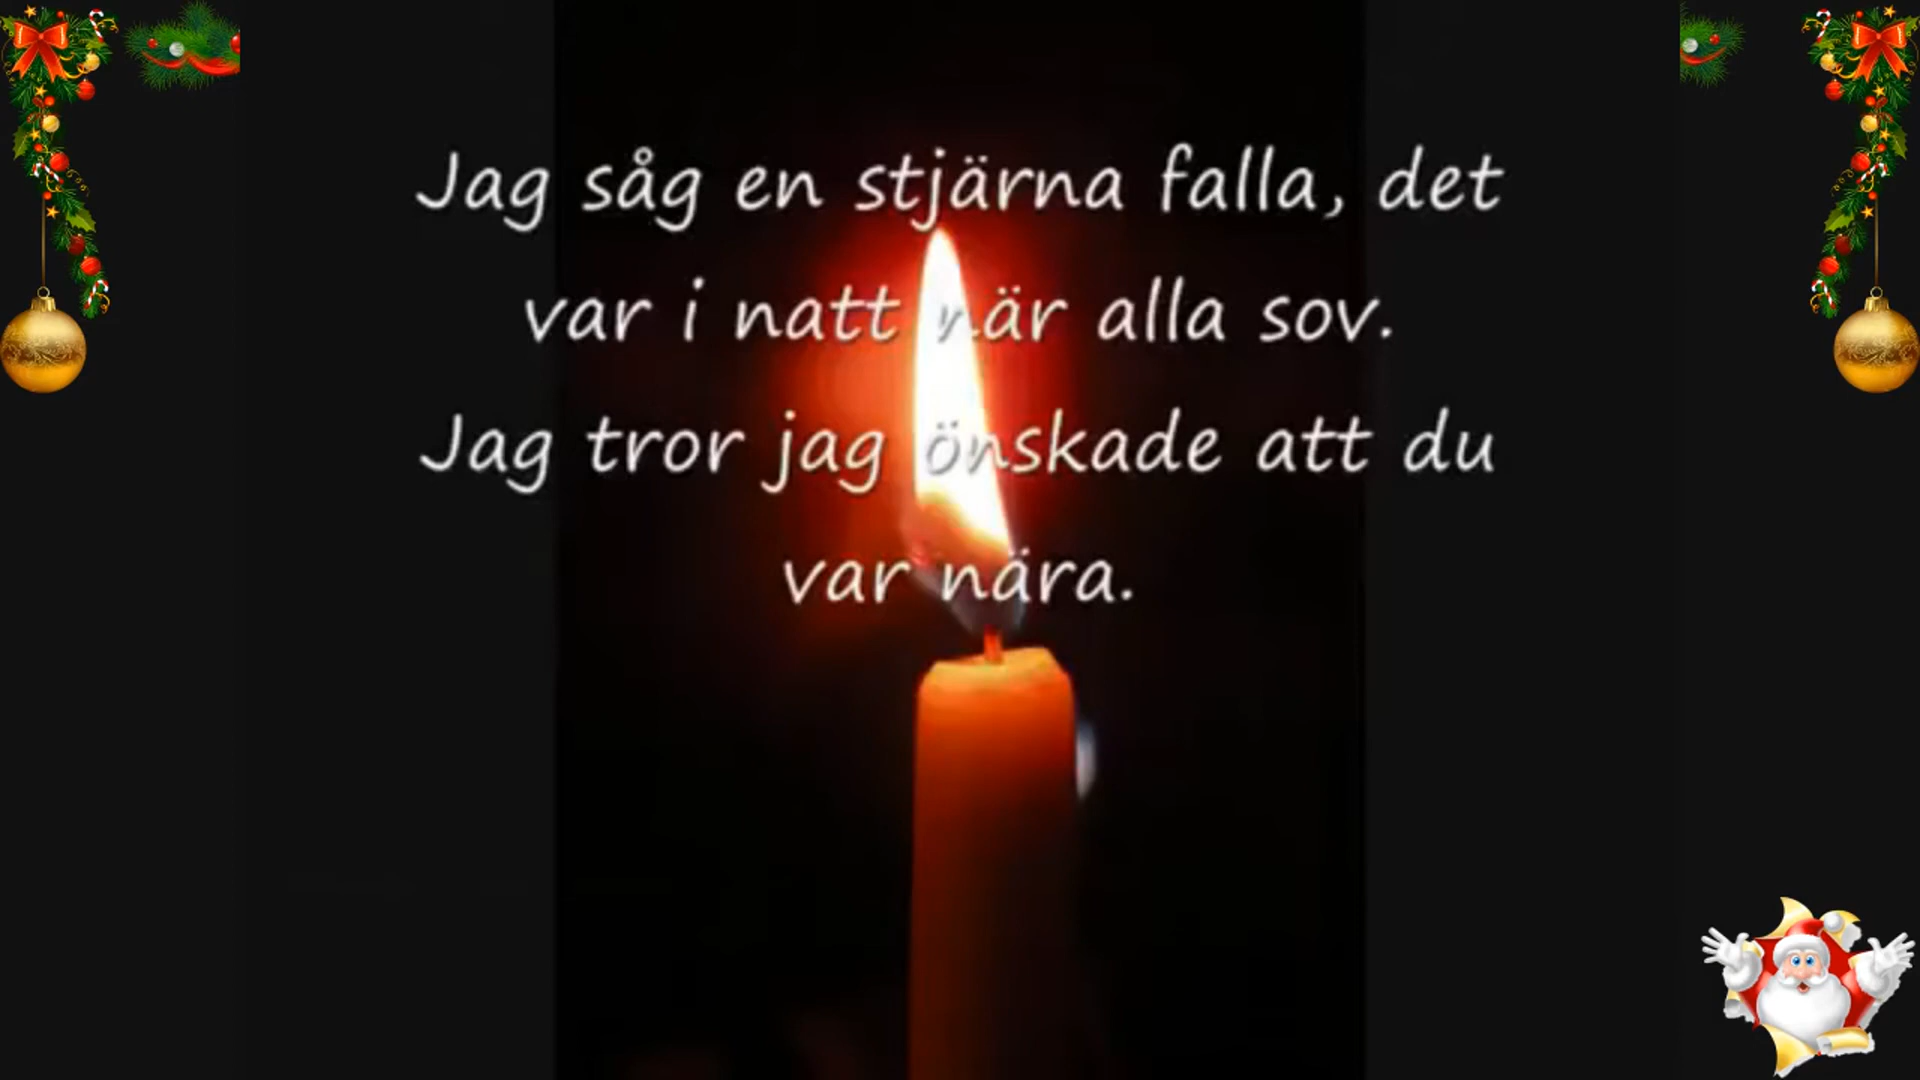 Jag såg en stjärna falla, det
var i natt när alla sov.
Jag tror jag önskade att du
var nära.